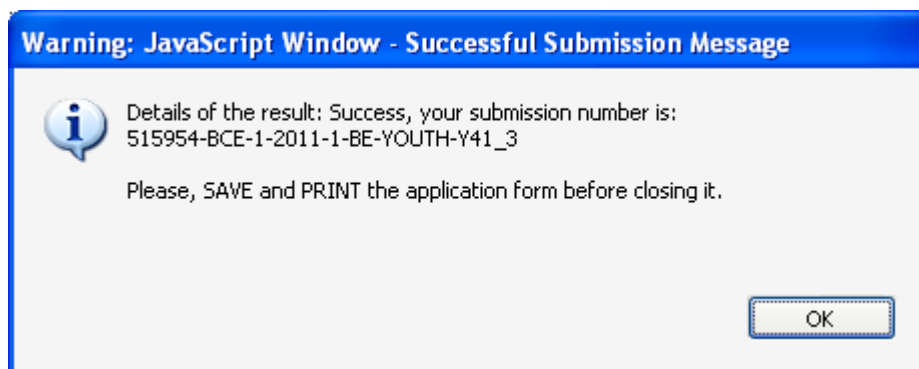 Warning: JavaScript Window - Successful Submission Message
Details of the result: Success, your submission number is:
515954-BCE-1-2011-1-BE-YOUTH-Y41_3
Please, SAVE and PRINT the application form before closing it.
OK